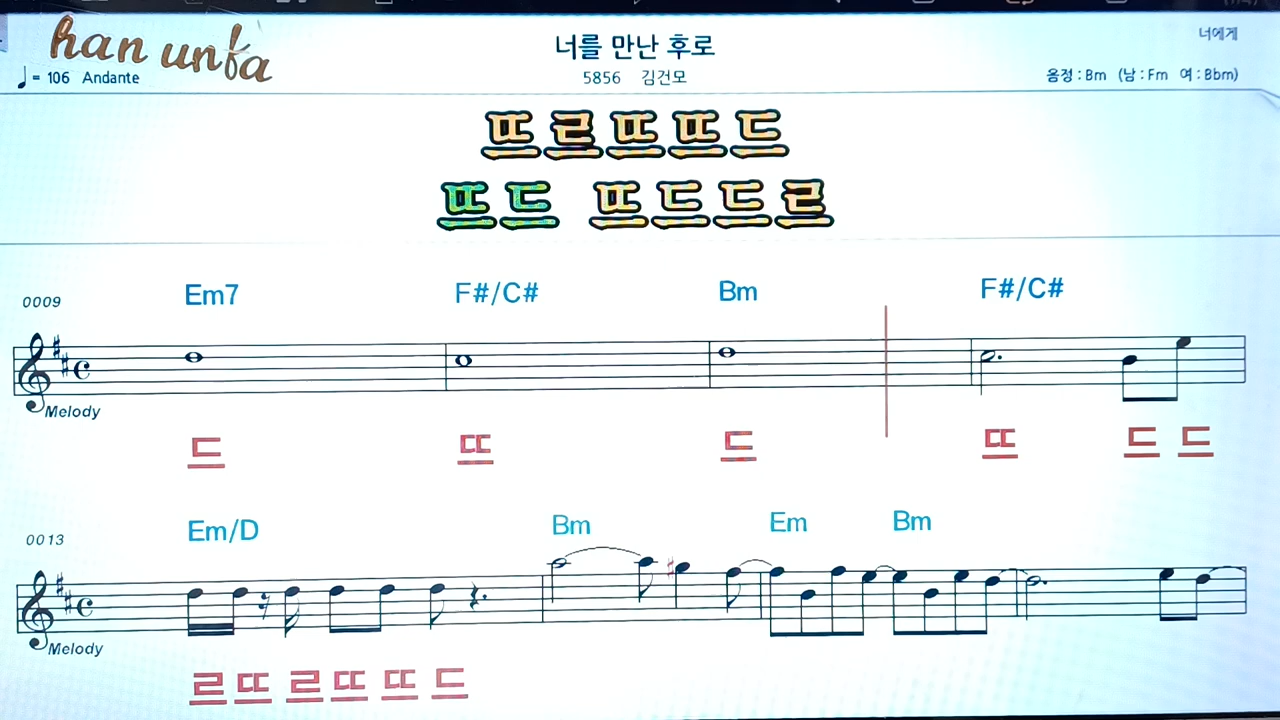 han unfa
너를 만난 후로
너에게
♩ = 106 Andante
5856 김건모
음정 : Bm (남 : Fm 여 : Bbm)
뜨르뜨뜨드
뜨드 뜨드드르
0009 Em7 F#/C# Bm F#/C#
Melody
드 뜨 드 뜨 드 드
0013 Em/D Bm Em Bm
Melody
르 뜨 르 뜨 뜨 드